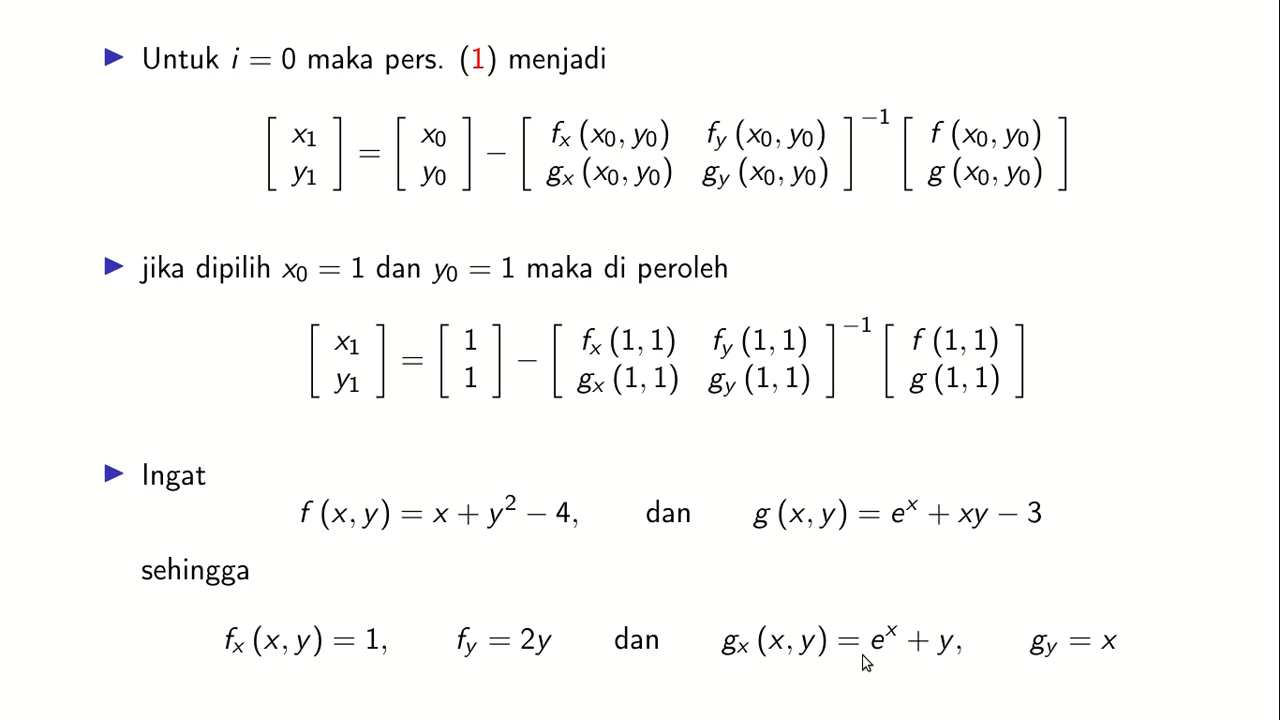 ▶ Untuk i = 0 maka pers. (1) menjadi
[ x₁ y₁ ] = [ x₀ y₀ ] − [ fₓ (x₀, y₀) f_y (x₀, y₀) gₓ (x₀, y₀) g_y (x₀, y₀) ]⁻¹ [ f (x₀, y₀) g (x₀, y₀) ]
▶ jika dipilih x₀ = 1 dan y₀ = 1 maka di peroleh
[ x₁ y₁ ] = [ 1 1 ] − [ fₓ (1, 1) f_y (1, 1) gₓ (1, 1) g_y (1, 1) ]⁻¹ [ f (1, 1) g (1, 1) ]
▶ Ingat
f (x, y) = x + y² − 4, dan g (x, y) = eˣ + xy − 3
sehingga
fₓ (x, y) = 1, f_y = 2y dan gₓ (x, y) = eˣ + y, g_y = x